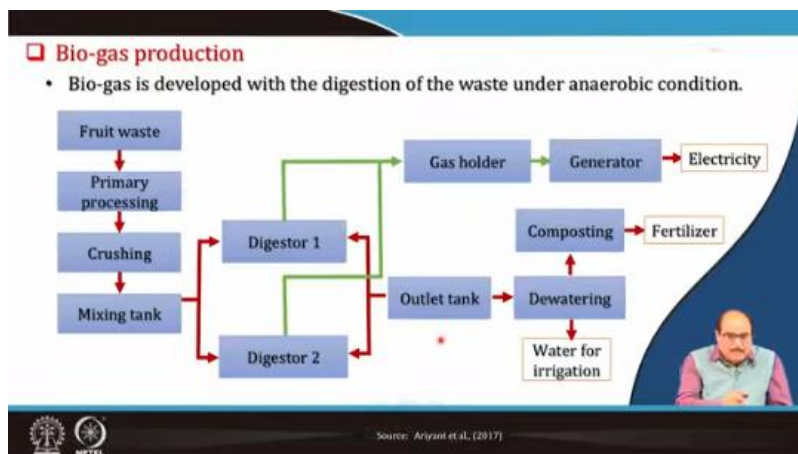 Bio-gas production
• Bio-gas is developed with the digestion of the waste under anaerobic condition.
Fruit waste
Primary
processing
Crushing
Mixing tank
Digestor 1
Digestor 2
Gas holder
Generator
Electricity
Composting
Fertilizer
Outlet tank
Dewatering
Water for
irrigation
Source: Ariyant et al., (2017)
NPTEL